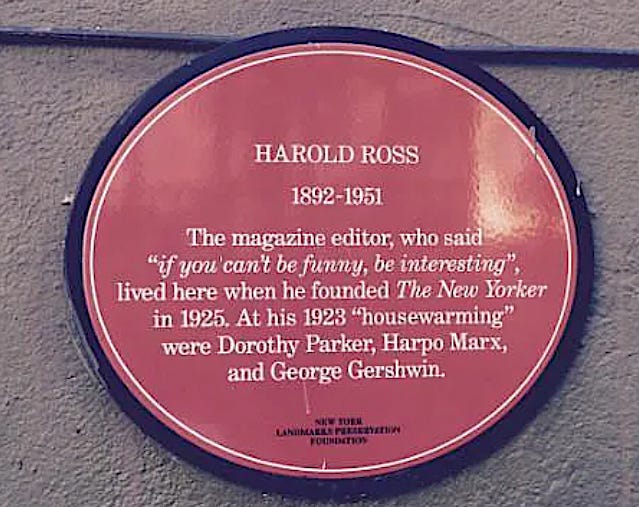 HAROLD ROSS
1892-1951
The magazine editor, who said
“if you can't be funny, be interesting”,
lived here when he founded The New Yorker
in 1925. At his 1923 “housewarming”
were Dorothy Parker, Harpo Marx,
and George Gershwin.
NEW YORK
LANDMARKS PRESERVATION
FOUNDATION